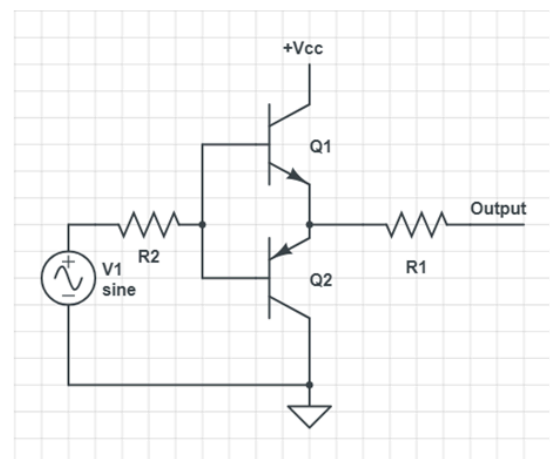 +Vcc
Q1
Output
R2
R1
V1
sine
Q2